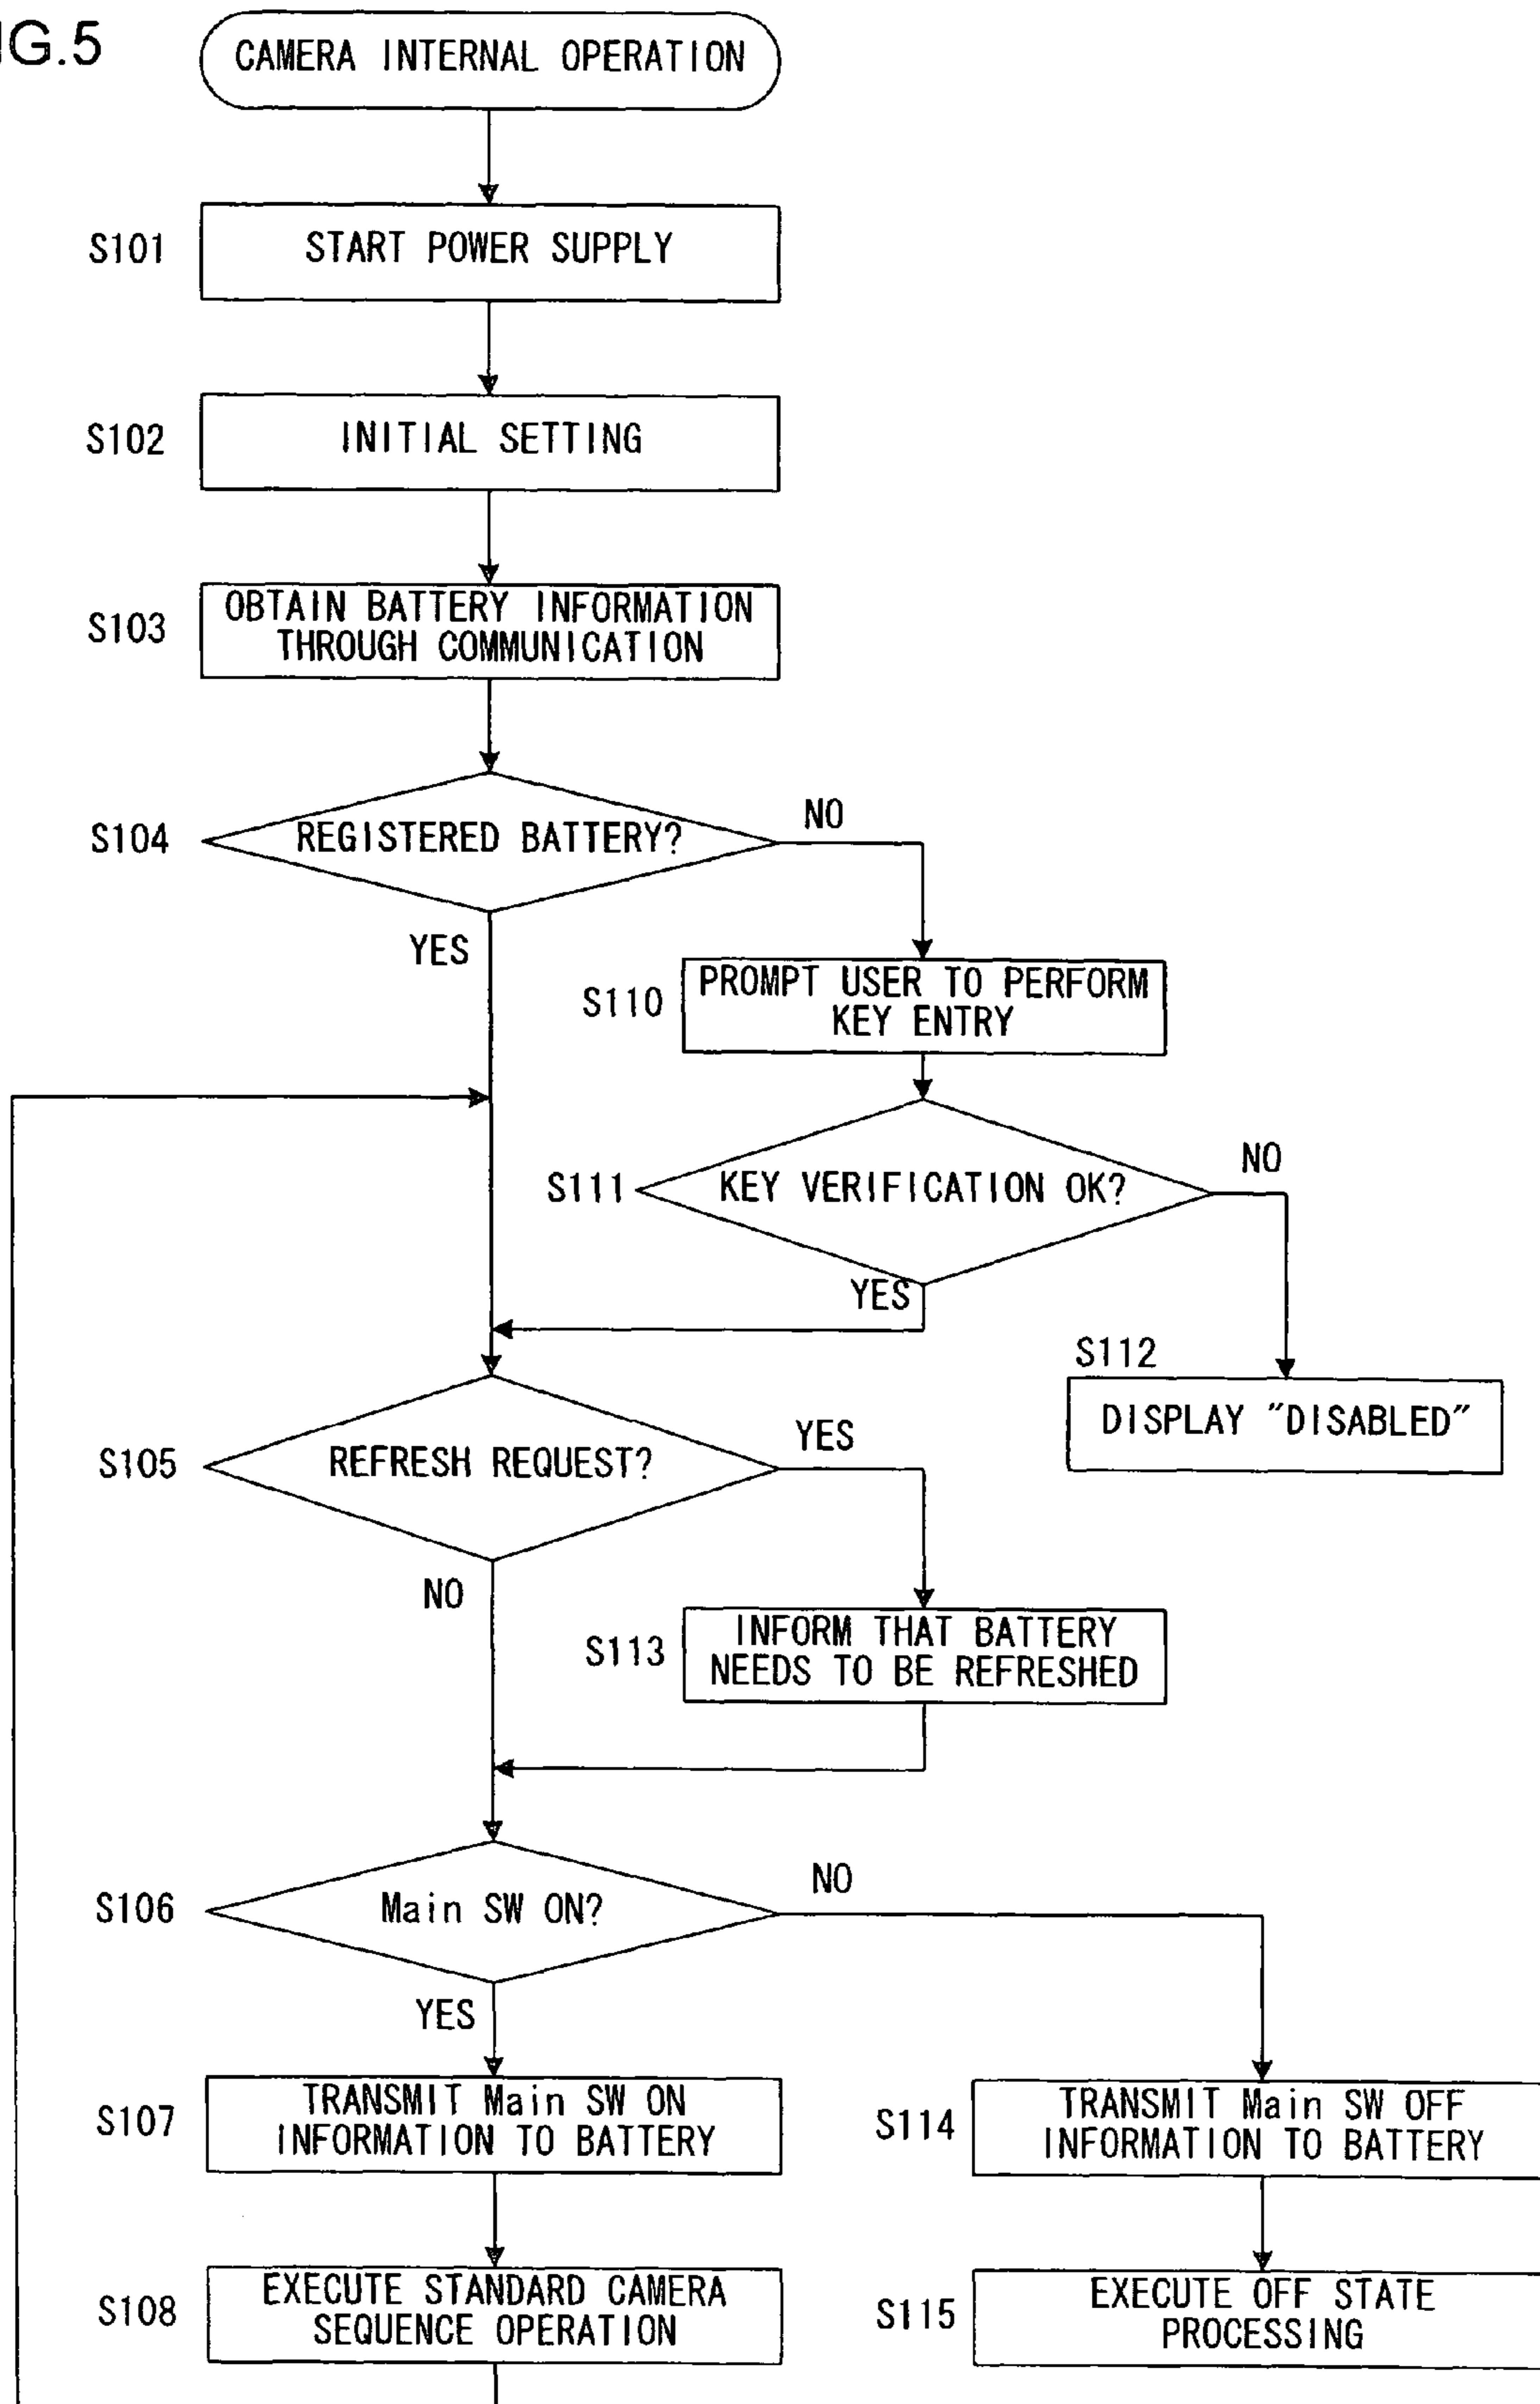 IG.5
CAMERA INTERNAL OPERATION
S101
START POWER SUPPLY
S102
INITIAL SETTING
S103
OBTAIN BATTERY INFORMATION
THROUGH COMMUNICATION
S104
REGISTERED BATTERY?
NO
YES
S110
PROMPT USER TO PERFORM
KEY ENTRY
S111
KEY VERIFICATION OK?
NO
YES
S112
DISPLAY "DISABLED"
S105
REFRESH REQUEST?
YES
NO
S113
INFORM THAT BATTERY
NEEDS TO BE REFRESHED
S106
Main SW ON?
NO
YES
S107
TRANSMIT Main SW ON
INFORMATION TO BATTERY
S114
TRANSMIT Main SW OFF
INFORMATION TO BATTERY
S108
EXECUTE STANDARD CAMERA
SEQUENCE OPERATION
S115
EXECUTE OFF STATE
PROCESSING